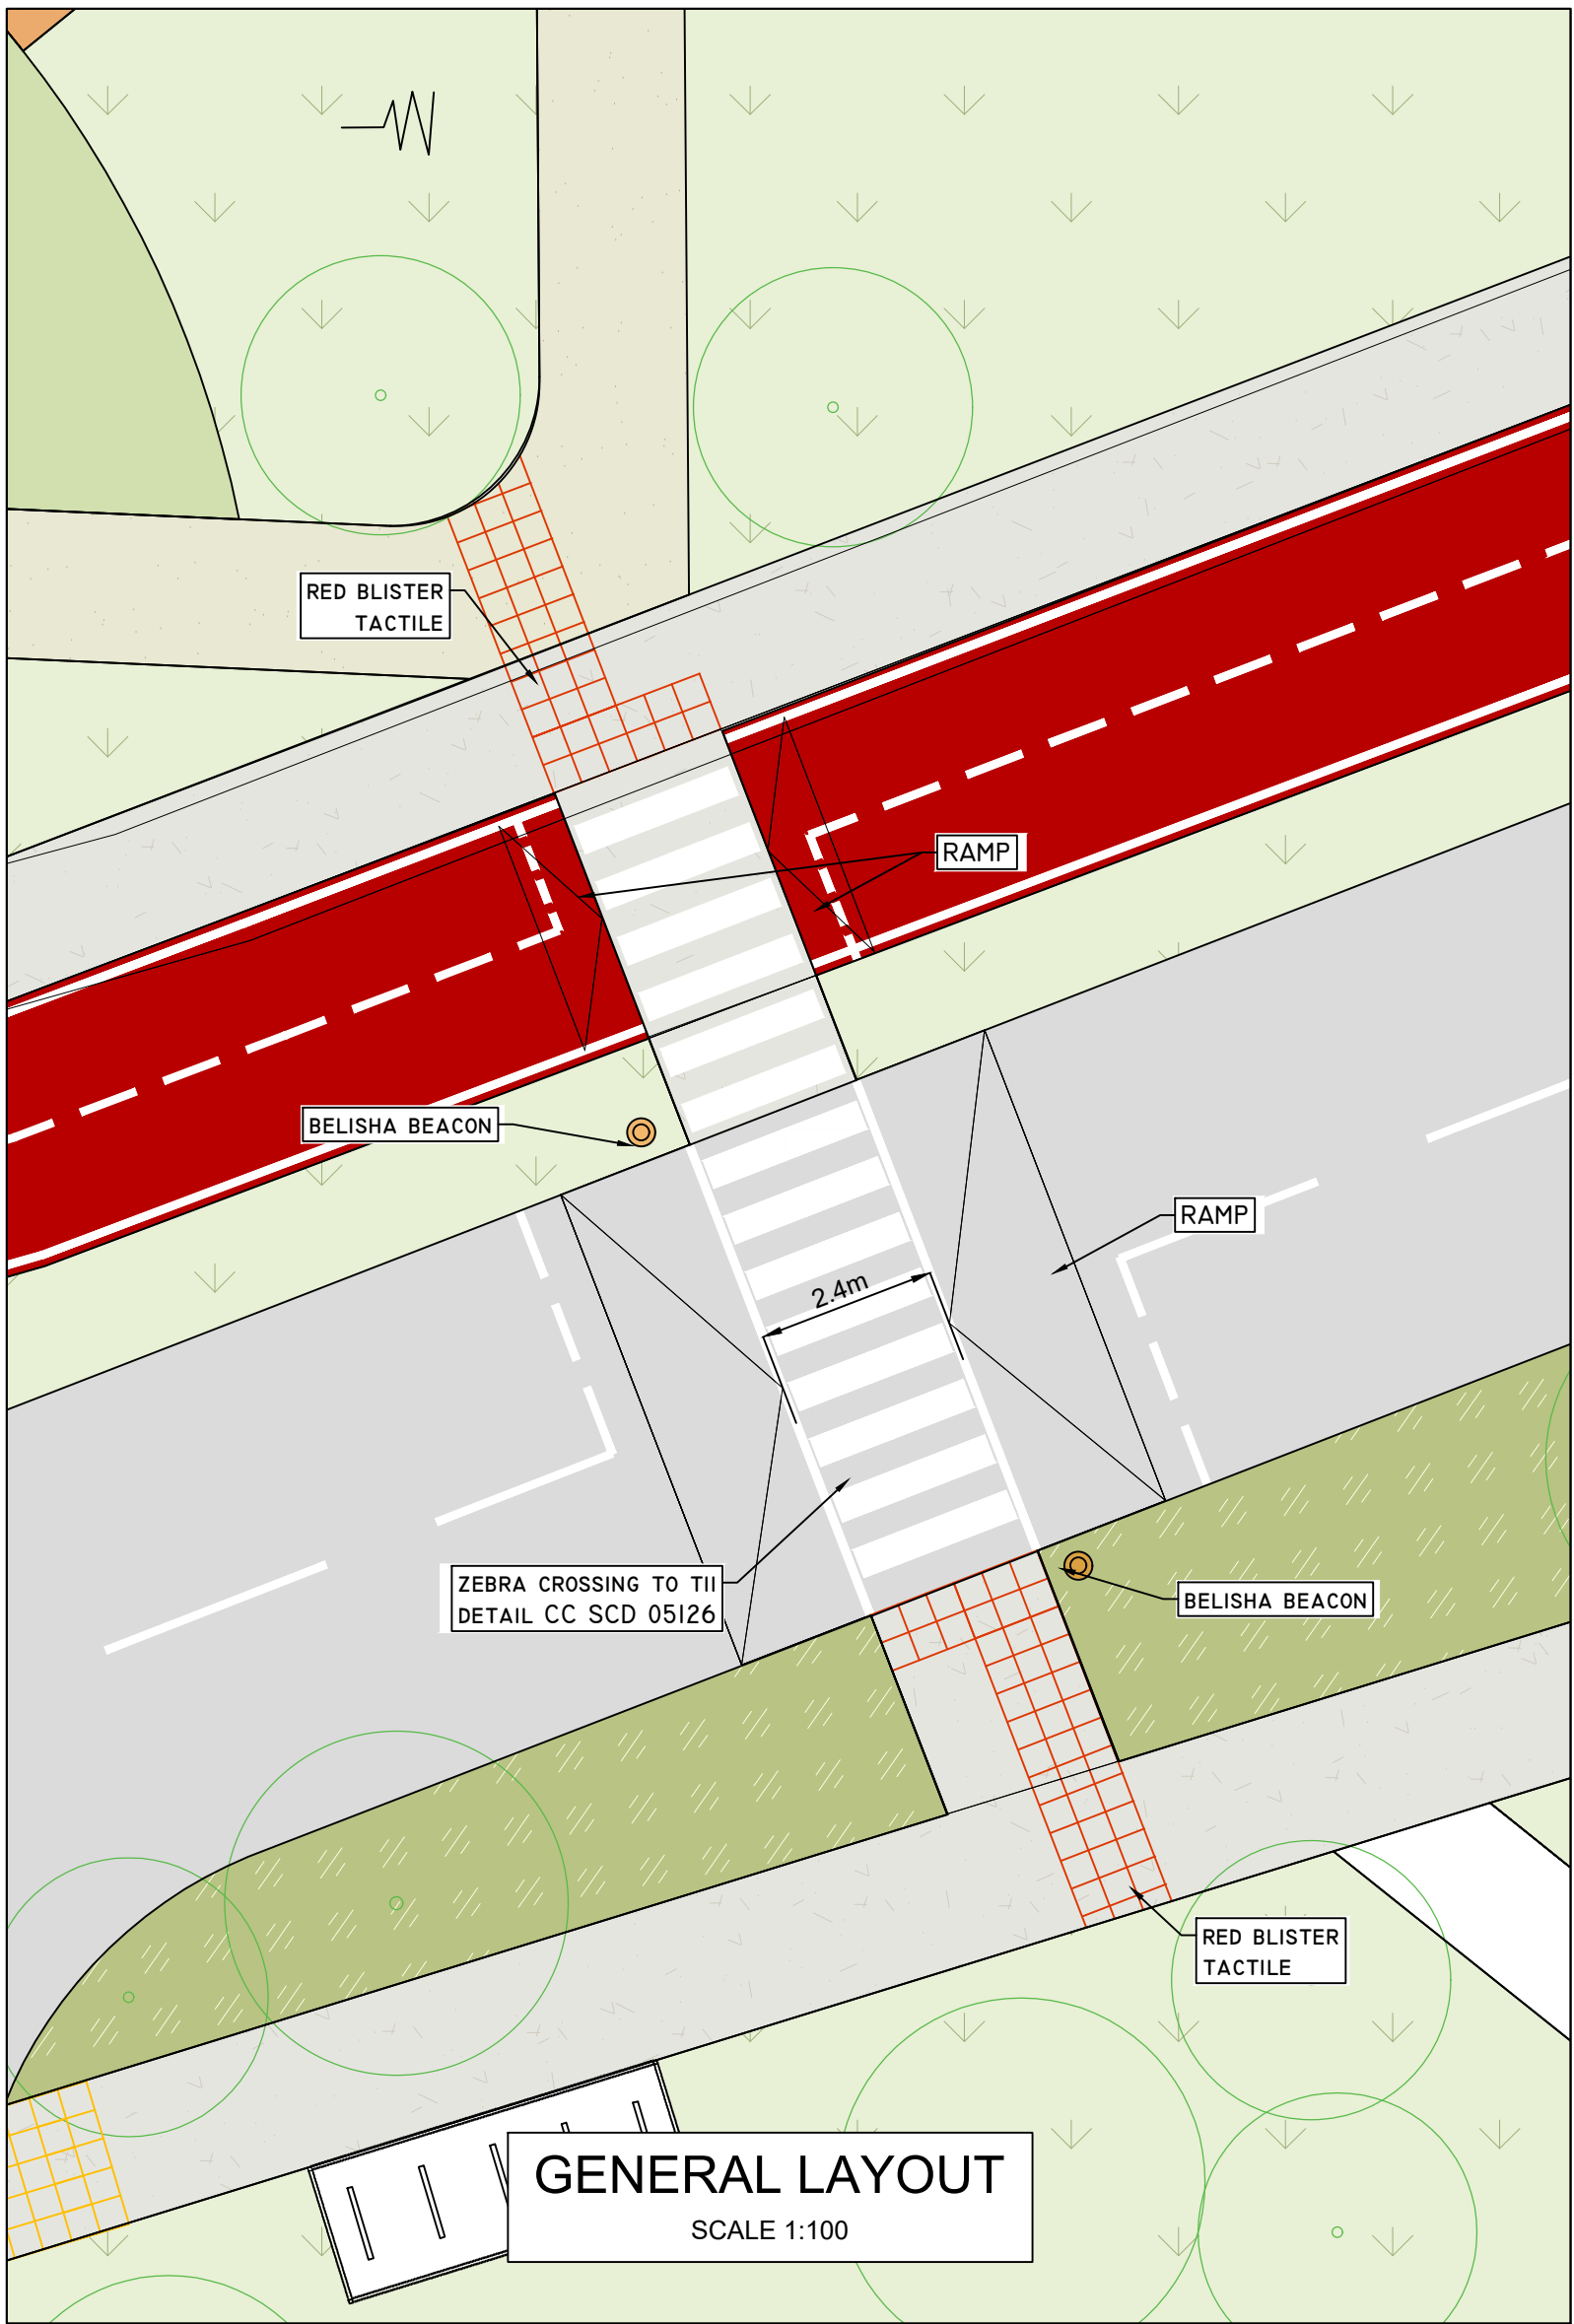 RED BLISTER
TACTILE
RAMP
BELISHA BEACON
RAMP
2.4m
ZEBRA CROSSING TO TII
DETAIL CC SCD 05126
BELISHA BEACON
RED BLISTER
TACTILE
GENERAL LAYOUT
SCALE 1:100